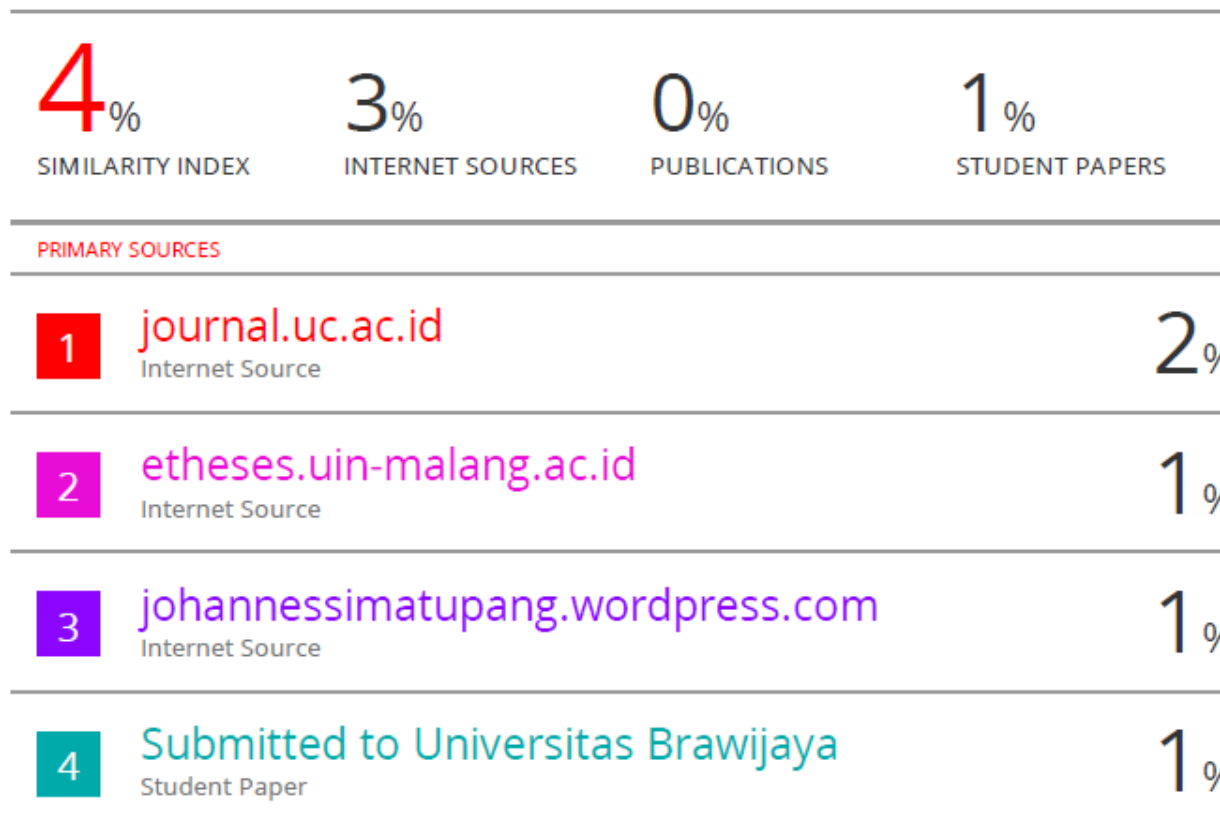 4% 3% 0% 1%
SIMILARITY INDEX INTERNET SOURCES PUBLICATIONS STUDENT PAPERS
PRIMARY SOURCES
1 journal.uc.ac.id 2%
Internet Source
2 etheses.uin-malang.ac.id 1%
Internet Source
3 johannessimatupang.wordpress.com 1%
Internet Source
4 Submitted to Universitas Brawijaya 1%
Student Paper